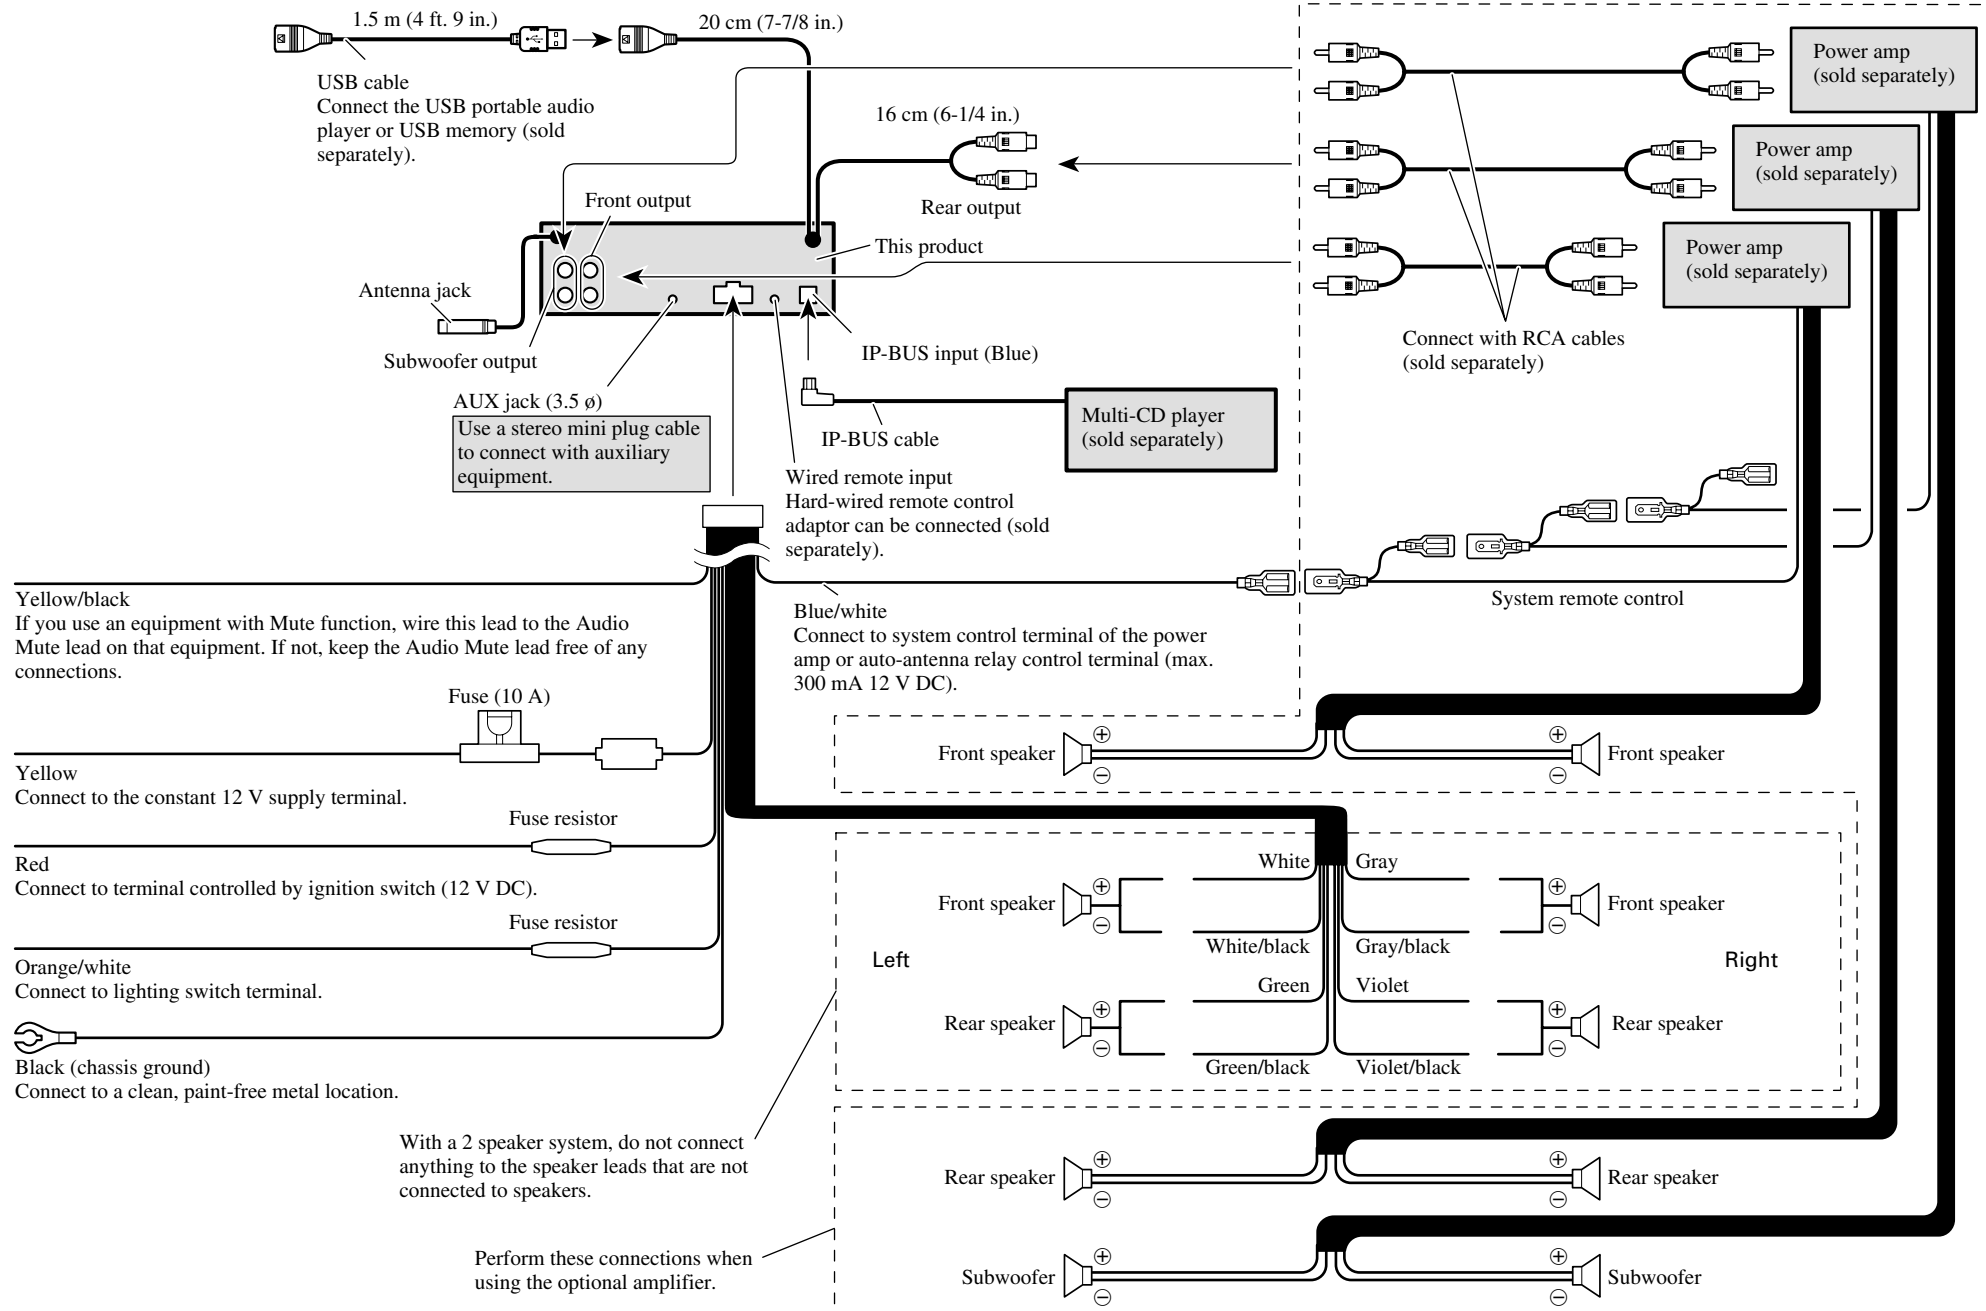 1.5 m (4 ft. 9 in.)
20 cm (7-7/8 in.)
USB cable
Connect the USB portable audio
player or USB memory (sold
separately).
16 cm (6-1/4 in.)
Rear output
Front output
This product
Antenna jack
Subwoofer output
IP-BUS input (Blue)
AUX jack (3.5 ø)
Use a stereo mini plug cable
to connect with auxiliary
equipment.
IP-BUS cable
Multi-CD player
(sold separately)
Wired remote input
Hard-wired remote control
adaptor can be connected (sold
separately).
Power amp
(sold separately)
Power amp
(sold separately)
Power amp
(sold separately)
Connect with RCA cables
(sold separately)
System remote control
Blue/white
Connect to system control terminal of the power
amp or auto-antenna relay control terminal (max.
300 mA 12 V DC).
Yellow/black
If you use an equipment with Mute function, wire this lead to the Audio
Mute lead on that equipment. If not, keep the Audio Mute lead free of any
connections.
Fuse (10 A)
Yellow
Connect to the constant 12 V supply terminal.
Fuse resistor
Red
Connect to terminal controlled by ignition switch (12 V DC).
Fuse resistor
Orange/white
Connect to lighting switch terminal.
Black (chassis ground)
Connect to a clean, paint-free metal location.
Front speaker
+
−
+
−
Front speaker
White
Gray
Front speaker
+
−
+
−
Front speaker
White/black
Gray/black
Left
Right
Green
Violet
Rear speaker
+
−
+
−
Rear speaker
Green/black
Violet/black
With a 2 speaker system, do not connect
anything to the speaker leads that are not
connected to speakers.
Rear speaker
+
−
+
−
Rear speaker
Perform these connections when
using the optional amplifier.
Subwoofer
+
−
+
−
Subwoofer